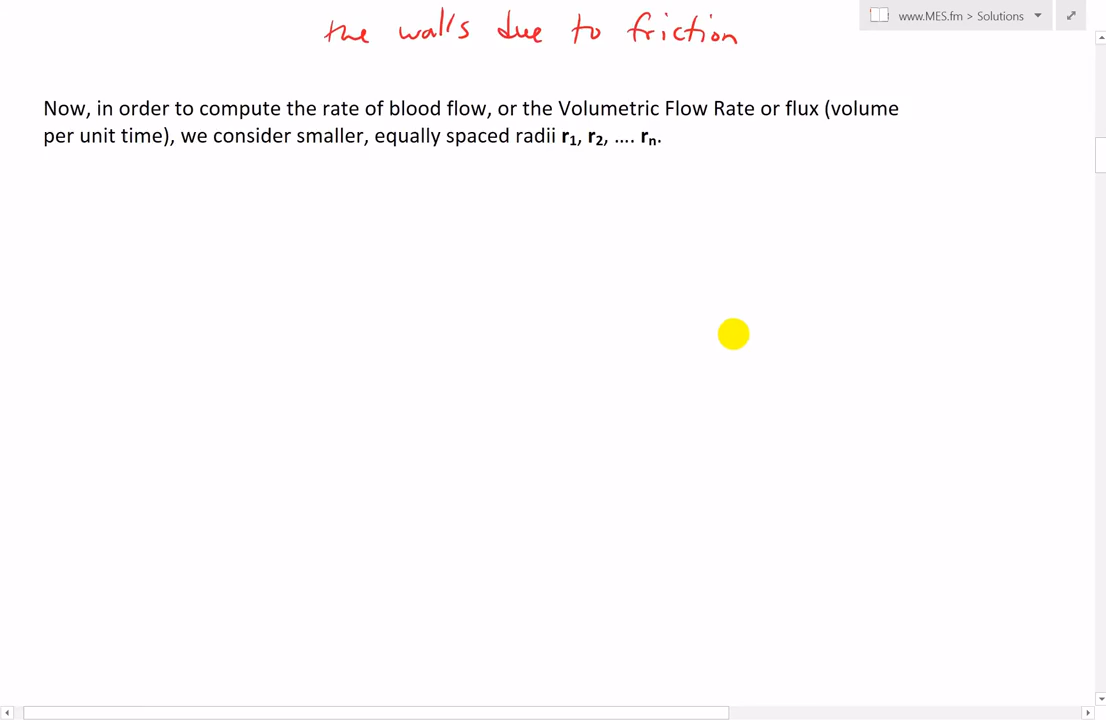 www.MES.fm > Solutions
the walls due to friction
Now, in order to compute the rate of blood flow, or the Volumetric Flow Rate or flux (volume
per unit time), we consider smaller, equally spaced radii r₁, r₂, .... rₙ.